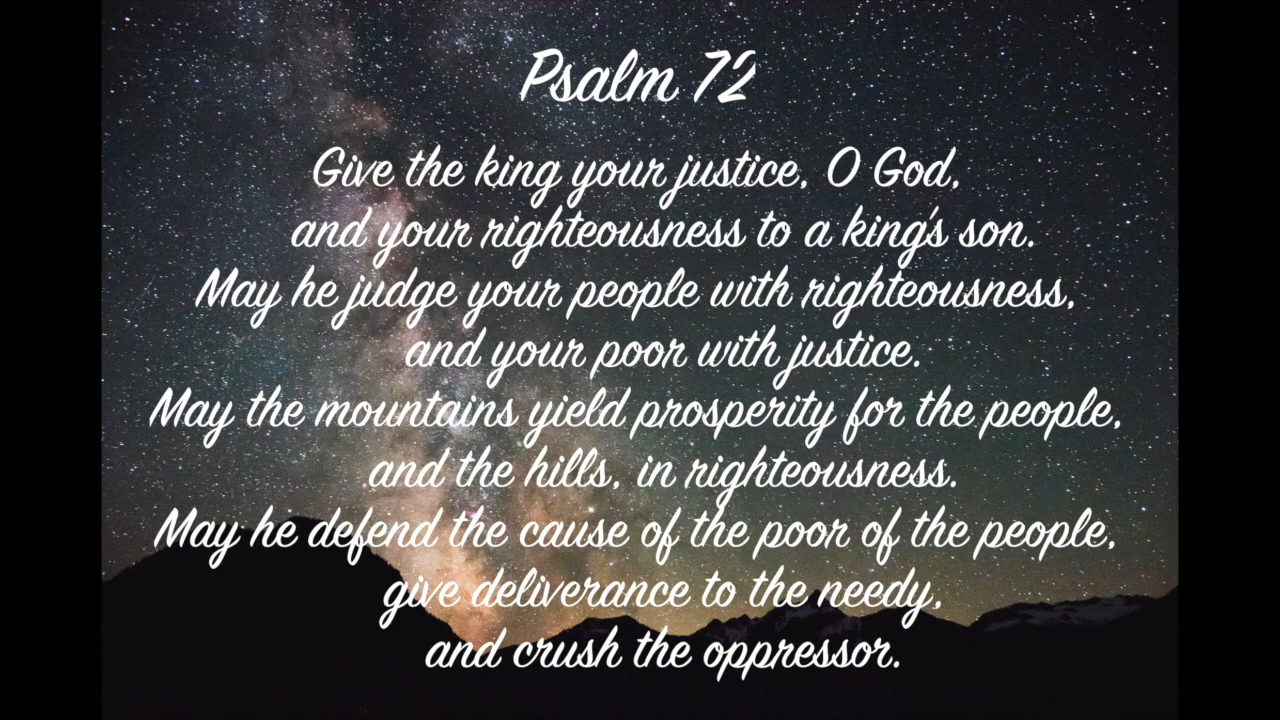 Psalm 72
Give the king your justice, O God,
and your righteousness to a king's son.
May he judge your people with righteousness,
and your poor with justice.
May the mountains yield prosperity for the people,
and the hills, in righteousness.
May he defend the cause of the poor of the people,
give deliverance to the needy,
and crush the oppressor.